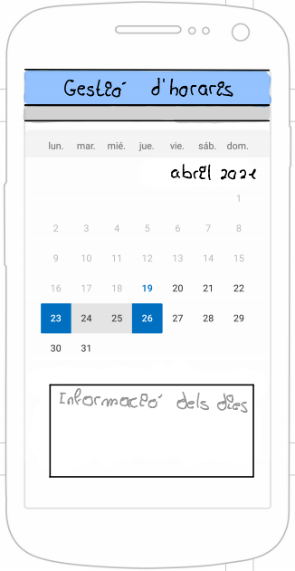 Gestió d'horaris
lun. mar. mié. jue. vie. sáb. dom.
abril 2021
1
2 3 4 5 6 7 8
9 10 11 12 13 14 15
16 17 18 19 20 21 22
23 24 25 26 27 28 29
30 31
Informació dels dies